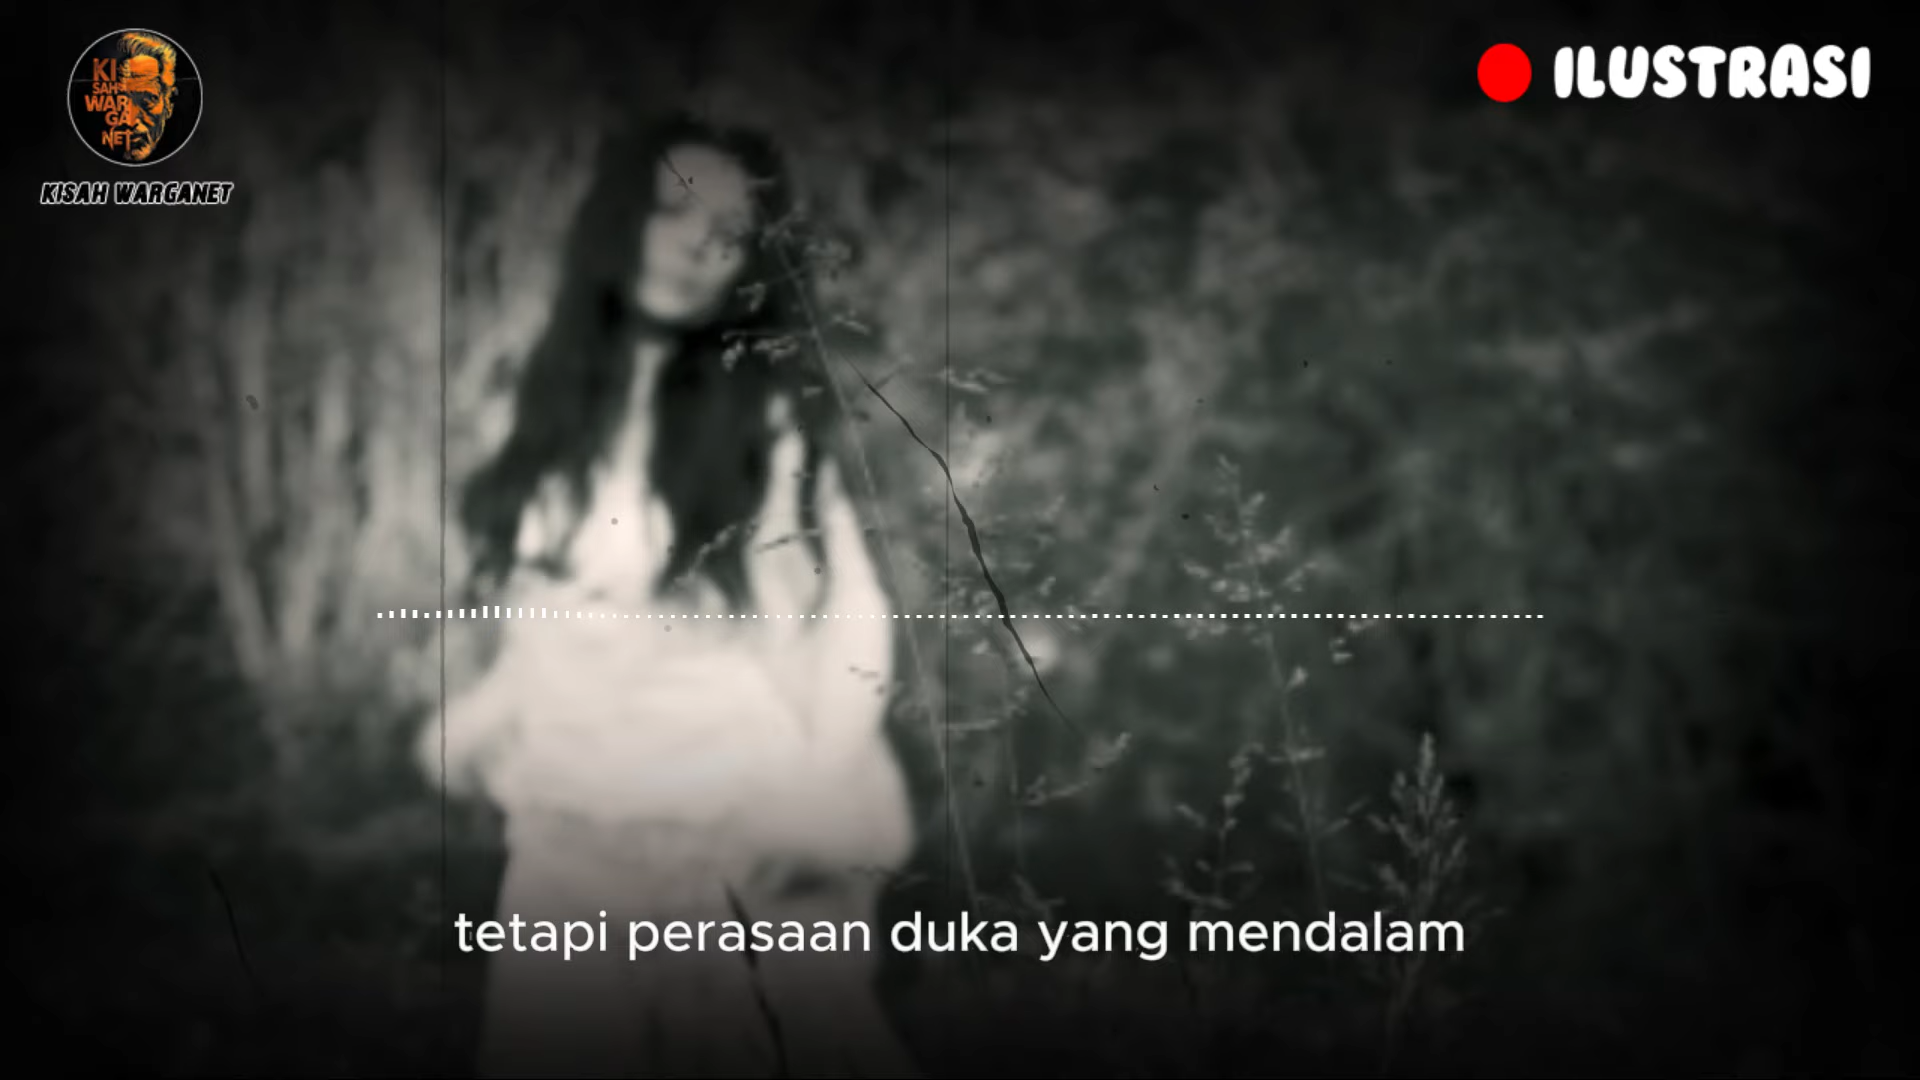 KI
SAH
WAR
GA
NET
KISAH WARGANET
ILUSTRASI
tetapi perasaan duka yang mendalam